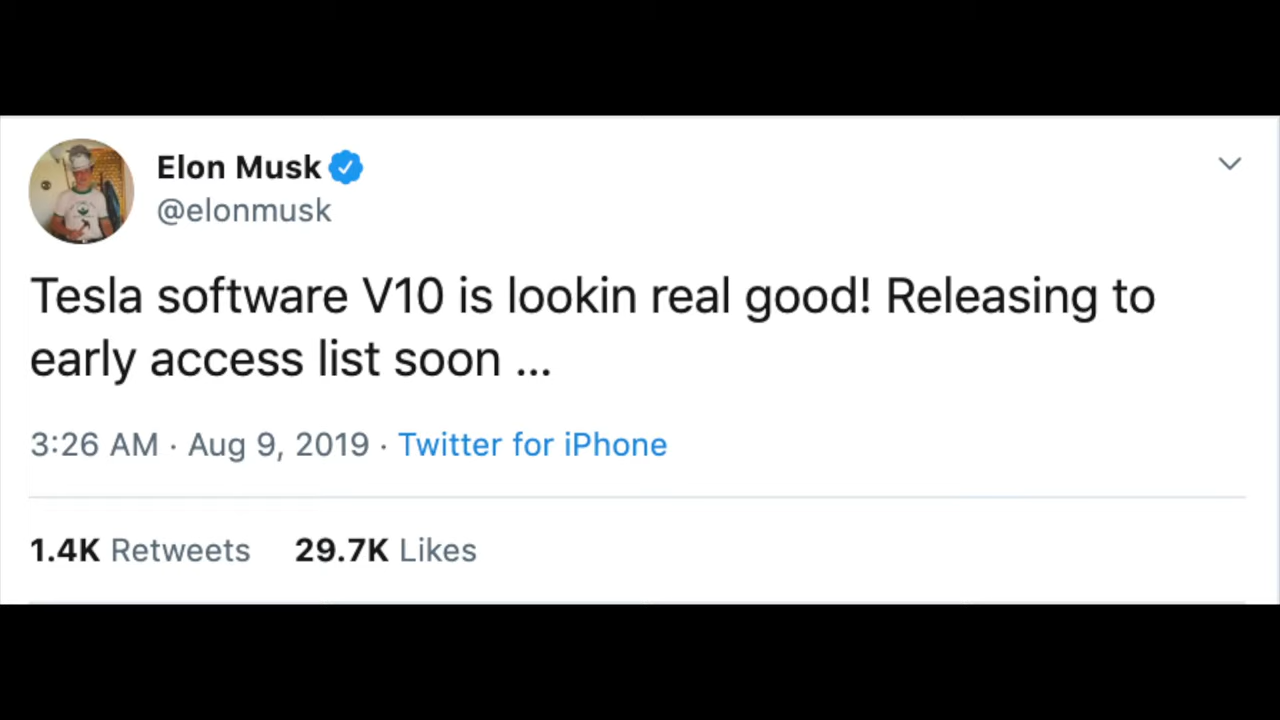 Elon Musk
@elonmusk
Tesla software V10 is lookin real good! Releasing to
early access list soon ...
3:26 AM · Aug 9, 2019 · Twitter for iPhone
1.4K Retweets 29.7K Likes